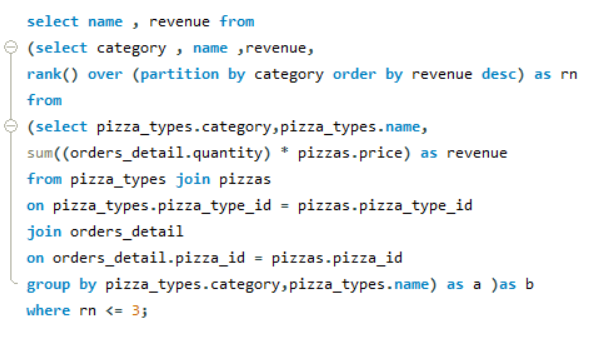 select name , revenue from
(select category , name ,revenue,
rank() over (partition by category order by revenue desc) as rn
from
(select pizza_types.category,pizza_types.name,
sum((orders_detail.quantity) * pizzas.price) as revenue
from pizza_types join pizzas
on pizza_types.pizza_type_id = pizzas.pizza_type_id
join orders_detail
on orders_detail.pizza_id = pizzas.pizza_id
group by pizza_types.category,pizza_types.name) as a )as b
where rn <= 3;